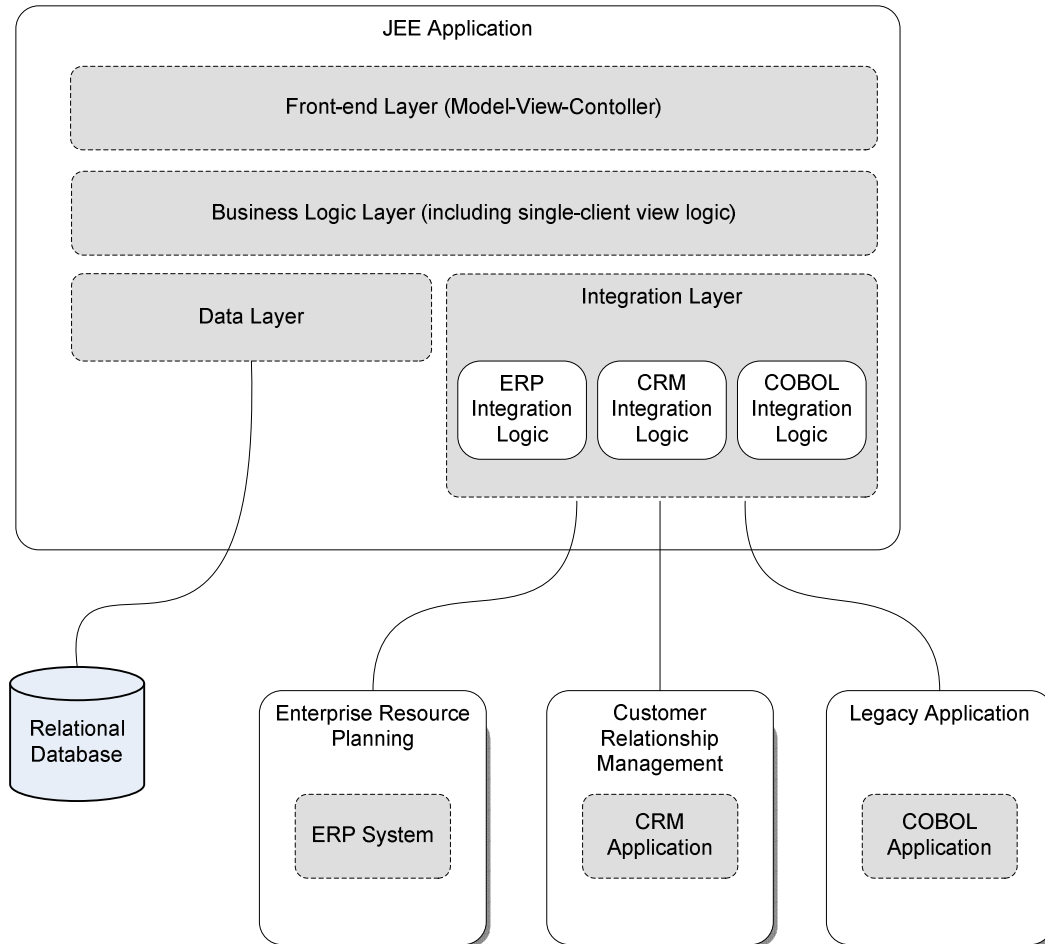 JEE Application
Front-end Layer (Model-View-Contoller)
Business Logic Layer (including single-client view logic)
Data Layer
Integration Layer
ERP
Integration
Logic
CRM
Integration
Logic
COBOL
Integration
Logic
Relational
Database
Enterprise Resource
Planning
ERP System
Customer
Relationship
Management
CRM
Application
Legacy Application
COBOL
Application